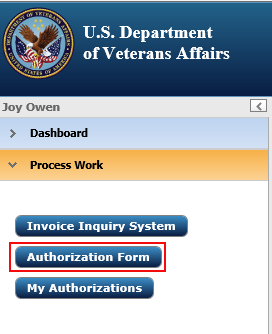 U.S. Department
of Veterans Affairs
Joy Owen
Dashboard
Process Work
Invoice Inquiry System
Authorization Form
My Authorizations